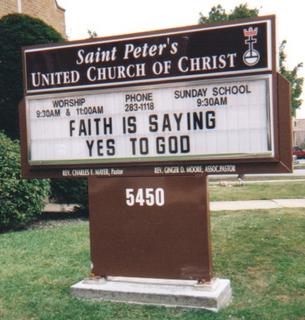 Saint Peter's
UNITED CHURCH OF CHRIST
WORSHIP PHONE SUNDAY SCHOOL
9:30AM & 11:00AM 283-1118 9:30AM
FAITH IS SAYING
YES TO GOD
REV. CHARLES F. MAYER, Pastor REV. GINGER D. MOORE, ASSOC. PASTOR
5450